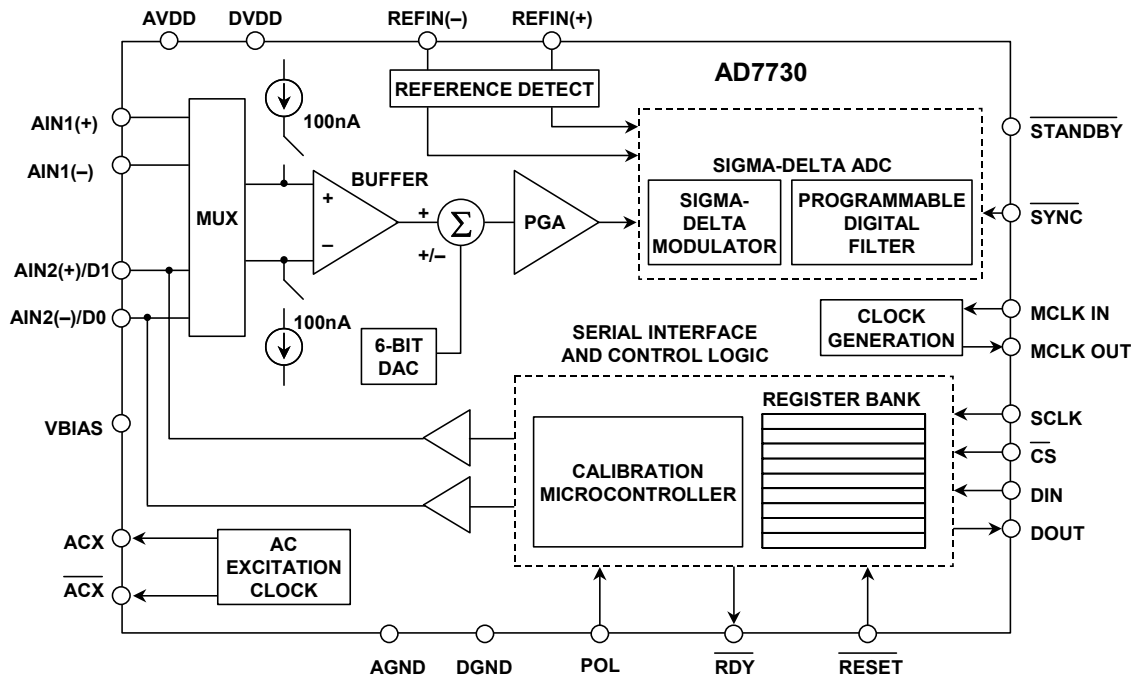 AVDD DVDD REFIN(–) REFIN(+)
AD7730
REFERENCE DETECT
AIN1(+)
100nA
STANDBY
AIN1(–)
SIGMA-DELTA ADC
BUFFER
MUX
+
–
+
+/–
Σ
PGA
SIGMA-
DELTA
MODULATOR
PROGRAMMABLE
DIGITAL
FILTER
SYNC
AIN2(+)/D1
AIN2(–)/D0
100nA
6-BIT
DAC
SERIAL INTERFACE
AND CONTROL LOGIC
CLOCK
GENERATION
MCLK IN
MCLK OUT
VBIAS
CALIBRATION
MICROCONTROLLER
REGISTER BANK
SCLK
CS
DIN
DOUT
ACX
ACX
AC
EXCITATION
CLOCK
AGND DGND POL RDY RESET